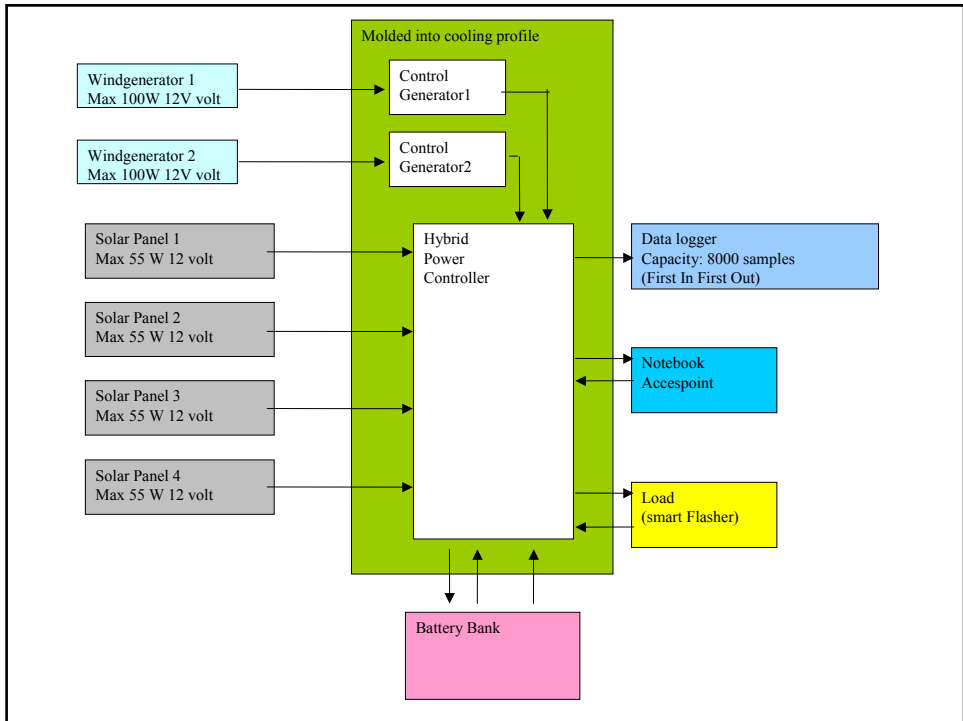 Molded into cooling profile
Windgenerator 1
Max 100W 12V volt
Control
Generator1
Windgenerator 2
Max 100W 12V volt
Control
Generator2
Solar Panel 1
Max 55 W 12 volt
Hybrid
Power
Controller
Data logger
Capacity: 8000 samples
(First In First Out)
Solar Panel 2
Max 55 W 12 volt
Notebook
Accespoint
Solar Panel 3
Max 55 W 12 volt
Solar Panel 4
Max 55 W 12 volt
Load
(smart Flasher)
Battery Bank